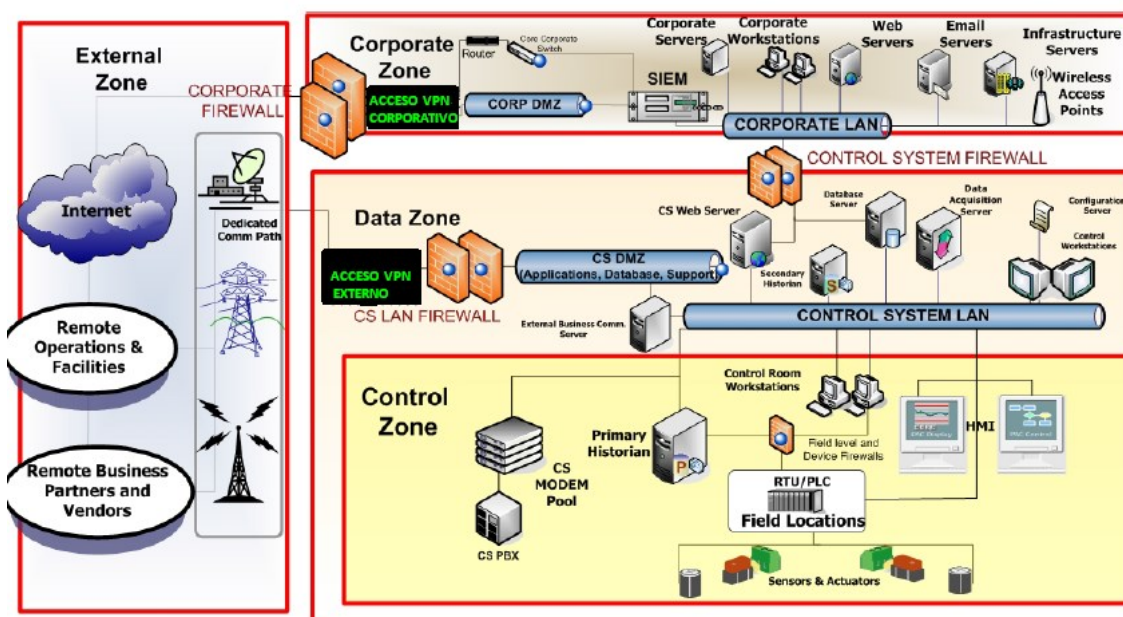 External
Zone
CORPORATE
FIREWALL
Internet
Dedicated
Comm Path
Remote
Operations &
Facilities
Remote Business
Partners and
Vendors
Corporate
Zone
ACCESO VPN
CORPORATIVO
Router
Core Corporate
Switch
CORP DMZ
SIEM
Corporate
Servers
Corporate
Workstations
Web
Servers
Email
Servers
Infrastructure
Servers
Wireless
Access
Points
CORPORATE LAN
CONTROL SYSTEM FIREWALL
Data Zone
ACCESO VPN
EXTERNO
CS LAN FIREWALL
CS DMZ
(Applications, Database, Support)
CS Web Server
Database
Server
Data
Acquisition
Server
Configuration
Server
Control
Workstations
Secondary
Historian
S
External Business Comm.
Server
CONTROL SYSTEM LAN
Control
Zone
CS
MODEM
Pool
CS PBX
Primary
Historian
P
Control Room
Workstations
Field level and
Device Firewalls
HMI
RTU/PLC
Field Locations
Sensors & Actuators